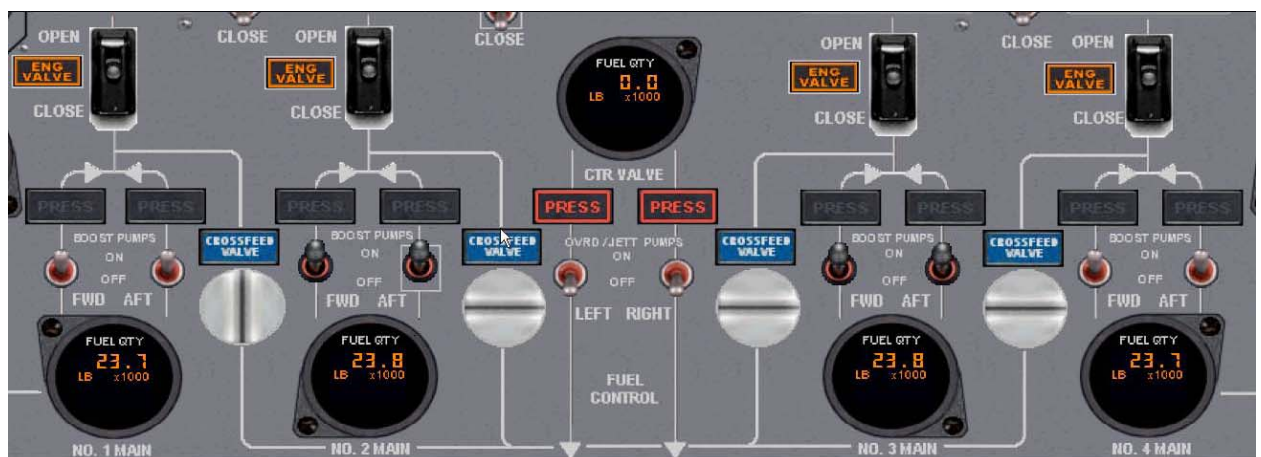 OPEN
CLOSE
OPEN
CLOSE
OPEN
CLOSE
OPEN
ENG
VALVE
ENG
VALVE
FUEL QTY
0.0
LB x1000
ENG
VALVE
ENG
VALVE
CLOSE
CLOSE
CLOSE
CLOSE
CTR VALVE
PRESS
PRESS
PRESS
PRESS
PRESS
PRESS
PRESS
PRESS
PRESS
PRESS
BOOST PUMPS
ON
OFF
FWD AFT
CROSSFEED
VALVE
BOOST PUMPS
ON
OFF
FWD AFT
CROSSFEED
VALVE
OVRD/JETT PUMPS
ON
OFF
LEFT RIGHT
CROSSFEED
VALVE
BOOST PUMPS
ON
OFF
FWD AFT
CROSSFEED
VALVE
BOOST PUMPS
ON
OFF
FWD AFT
FUEL QTY
23.7
LB x1000
FUEL QTY
23.8
LB x1000
FUEL
CONTROL
FUEL QTY
23.8
LB x1000
FUEL QTY
23.7
LB x1000
NO. 1 MAIN
NO. 2 MAIN
NO. 3 MAIN
NO. 4 MAIN